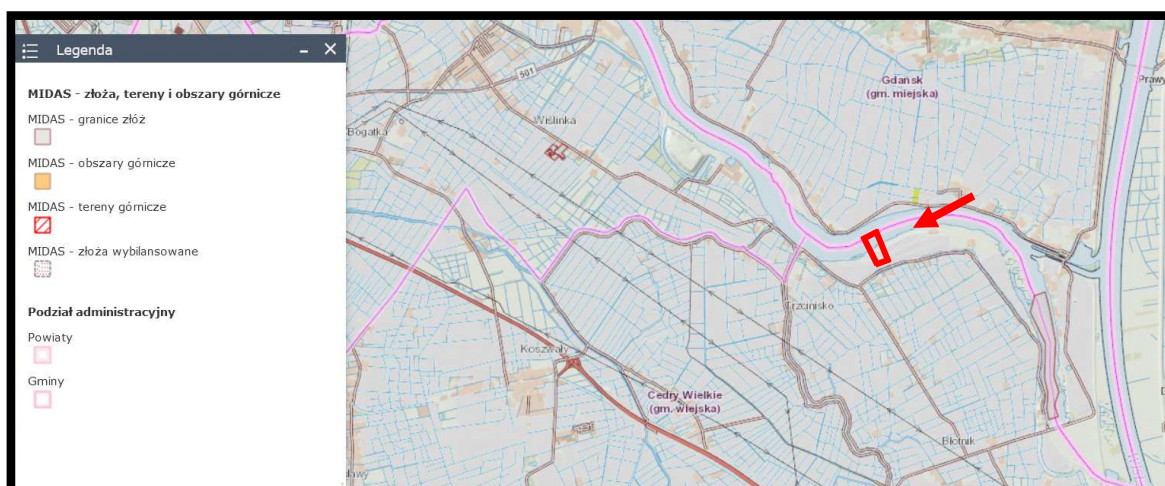 Legenda
MIDAS - złoża, tereny i obszary górnicze
MIDAS - granice złóż
MIDAS - obszary górnicze
MIDAS - tereny górnicze
MIDAS - złoża wybilansowane
Podział administracyjny
Powiaty
Gminy
501
Gdańsk
(gm. miejska)
Wiślinka
Bogatka
Trzcinisko
Koszwały
Cedry Wielkie
(gm. wiejska)
Błotnik